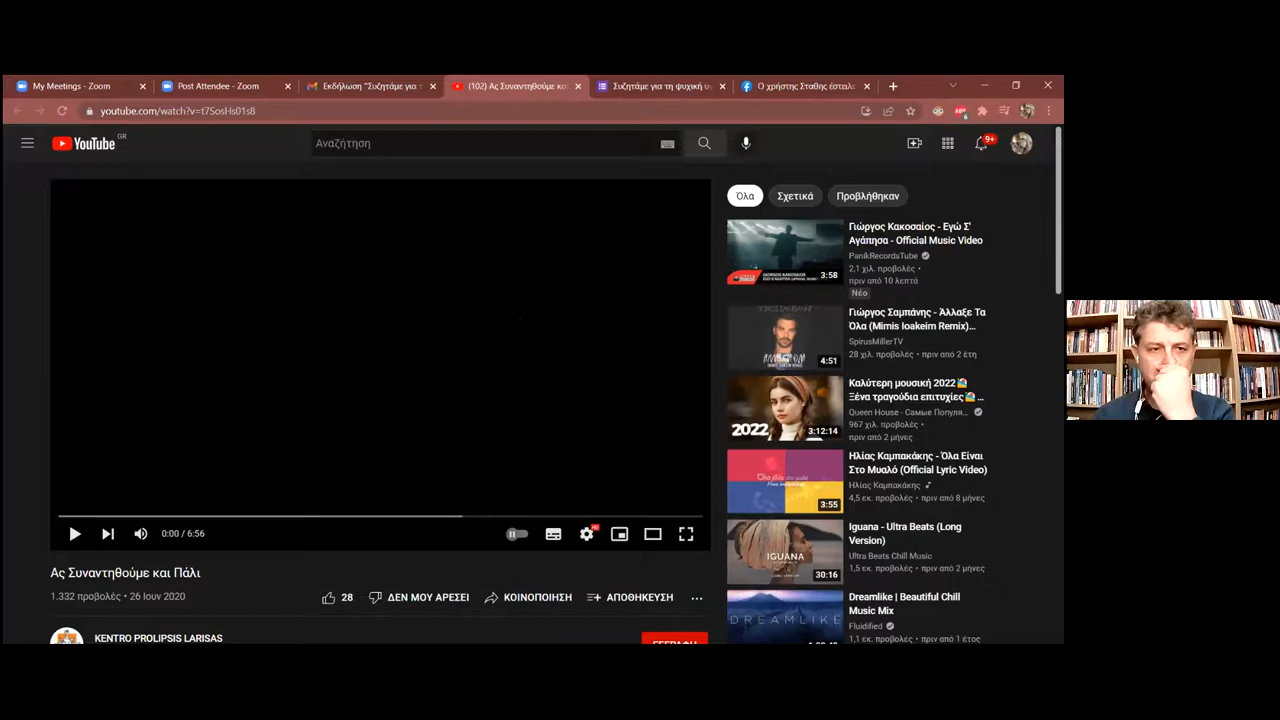 My Meetings - Zoom
Post Attendee - Zoom
Εκδήλωση "Συζητάμε για τ
(102) Ας Συναντηθούμε κα
Συζητάμε για τη ψυχική υγ
Ο χρήστης Σταθης έστειλε
youtube.com/watch?v=t7SosHs01s8
YouTube GR
Αναζήτηση
9+
Όλα
Σχετικά
Προβλήθηκαν
Γιώργος Κακοσαίος - Εγώ Σ'
Αγάπησα - Official Music Video
PanikRecordsTube
2,1 χιλ. προβολές •
πριν από 10 λεπτά
Νέο
3:58
Γιώργος Σαμπάνης - Άλλαξε Τα
Όλα (Mimis Ioakeim Remix)...
SpirusMillerTV
28 χιλ. προβολές • πριν από 2 έτη
4:51
Καλύτερη μουσική 2022
Ξένα τραγούδια επιτυχίες ...
Queen House - Самые Популя...
967 χιλ. προβολές •
πριν από 2 μήνες
2022
3:12:14
Ηλίας Καμπακάκης - Όλα Είναι
Στο Μυαλό (Official Lyric Video)
Ηλίας Καμπακάκης
4,5 εκ. προβολές • πριν από 8 μήνες
3:55
Iguana - Ultra Beats (Long
Version)
Ultra Beats Chill Music
1,5 εκ. προβολές • πριν από 2 μήνες
IGUANA
30:16
Dreamlike | Beautiful Chill
Music Mix
Fluidified
1,1 εκ. προβολές • πριν από 1 έτος
DREAMLIKE
0:00 / 6:56
HD
Ας Συναντηθούμε και Πάλι
1.332 προβολές • 26 Ιουν 2020
28
ΔΕΝ ΜΟΥ ΑΡΕΣΕΙ
ΚΟΙΝΟΠΟΙΗΣΗ
ΑΠΟΘΗΚΕΥΣΗ
KENTRO PROLIPSIS LARISAS
ΕΓΓΡΑΦΗ